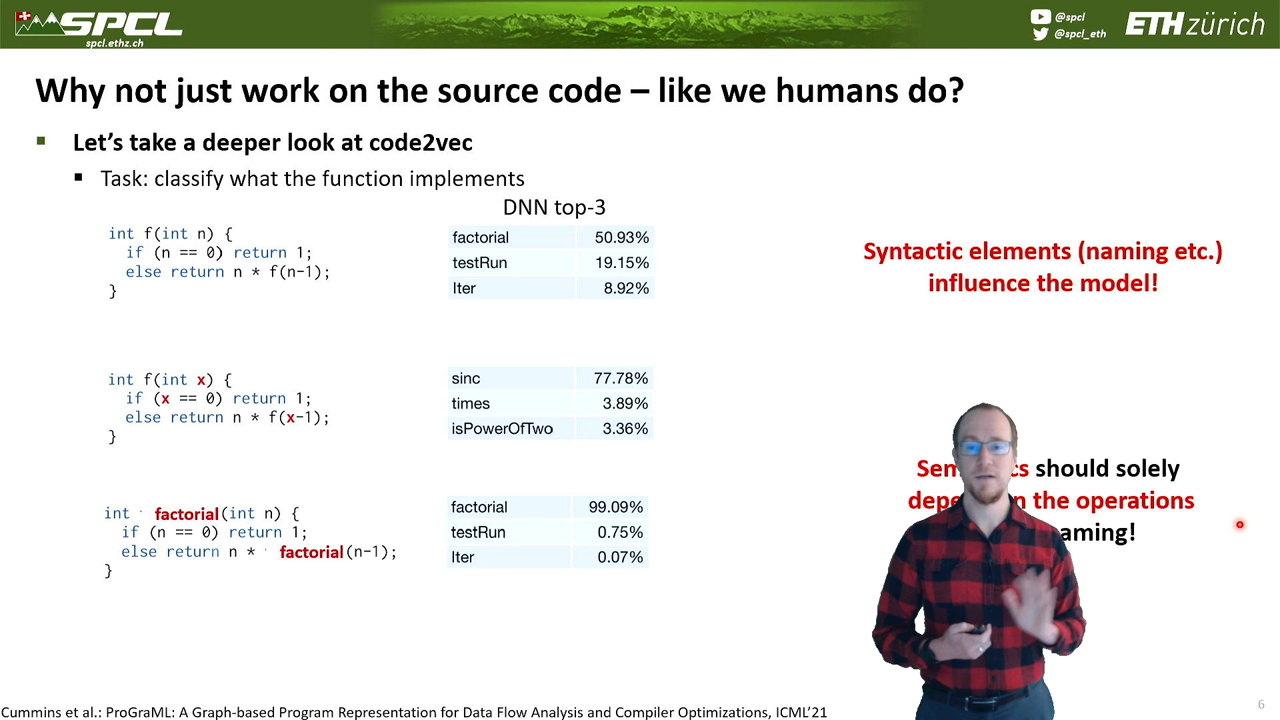 SPCL
spcl.ethz.ch
@spcl
@spcl_eth
ETH zürich
Why not just work on the source code – like we humans do?
Let's take a deeper look at code2vec
Task: classify what the function implements
DNN top-3
int f(int n) {
if (n == 0) return 1;
else return n * f(n-1);
}
factorial 50.93%
testRun 19.15%
Iter 8.92%
Syntactic elements (naming etc.)
influence the model!
int f(int x) {
if (x == 0) return 1;
else return n * f(x-1);
}
sinc 77.78%
times 3.89%
isPowerOfTwo 3.36%
should solely
the operations
int factorial(int n) {
if (n == 0) return 1;
else return n * factorial(n-1);
}
factorial 99.09%
testRun 0.75%
Iter 0.07%
Cummins et al.: ProGraML: A Graph-based Program Representation for Data Flow Analysis and Compiler Optimizations, ICML'21
6